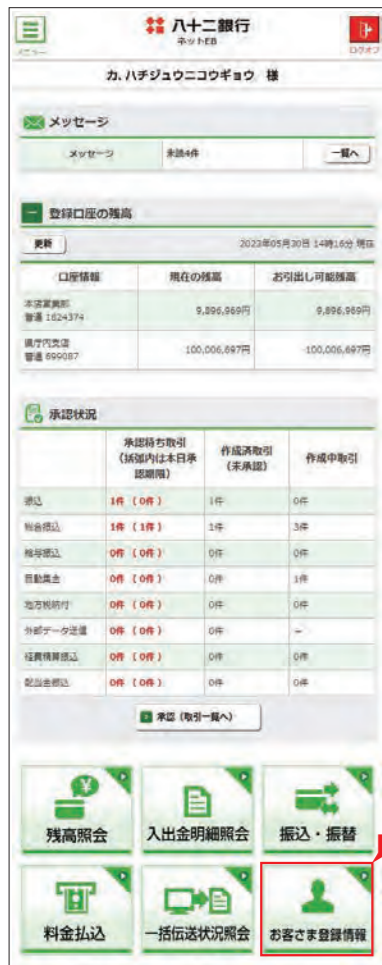 八十二銀行
ネットEB
メニュー
ログオフ
カ.ハチジュウニコウギョウ 様
メッセージ
メッセージ 未読4件 一覧へ
登録口座の残高
更新 2023年05月30日 14時16分 現在
口座情報 現在の残高 お引出し可能残高
本店営業部
普通 1624374 9,896,969円 9,896,969円
県庁内支店
普通 699087 100,006,697円 100,006,697円
承認状況
承認待ち取引
(括弧内は本日承
認期限) 作成済取引
(未承認) 作成中取引
振込 1件 (0件) 1件 0件
総合振込 1件 (1件) 1件 3件
給与振込 0件 (0件) 0件 0件
自動集金 0件 (0件) 0件 1件
地方税納付 0件 (0件) 0件 0件
外部データ送信 0件 (0件) 0件 -
経費精算振込 0件 (0件) 0件 0件
配当金振込 0件 (0件) 0件 0件
承認 (取引一覧へ)
残高照会 入出金明細照会 振込・振替
料金払込 一括伝送状況照会 お客さま登録情報